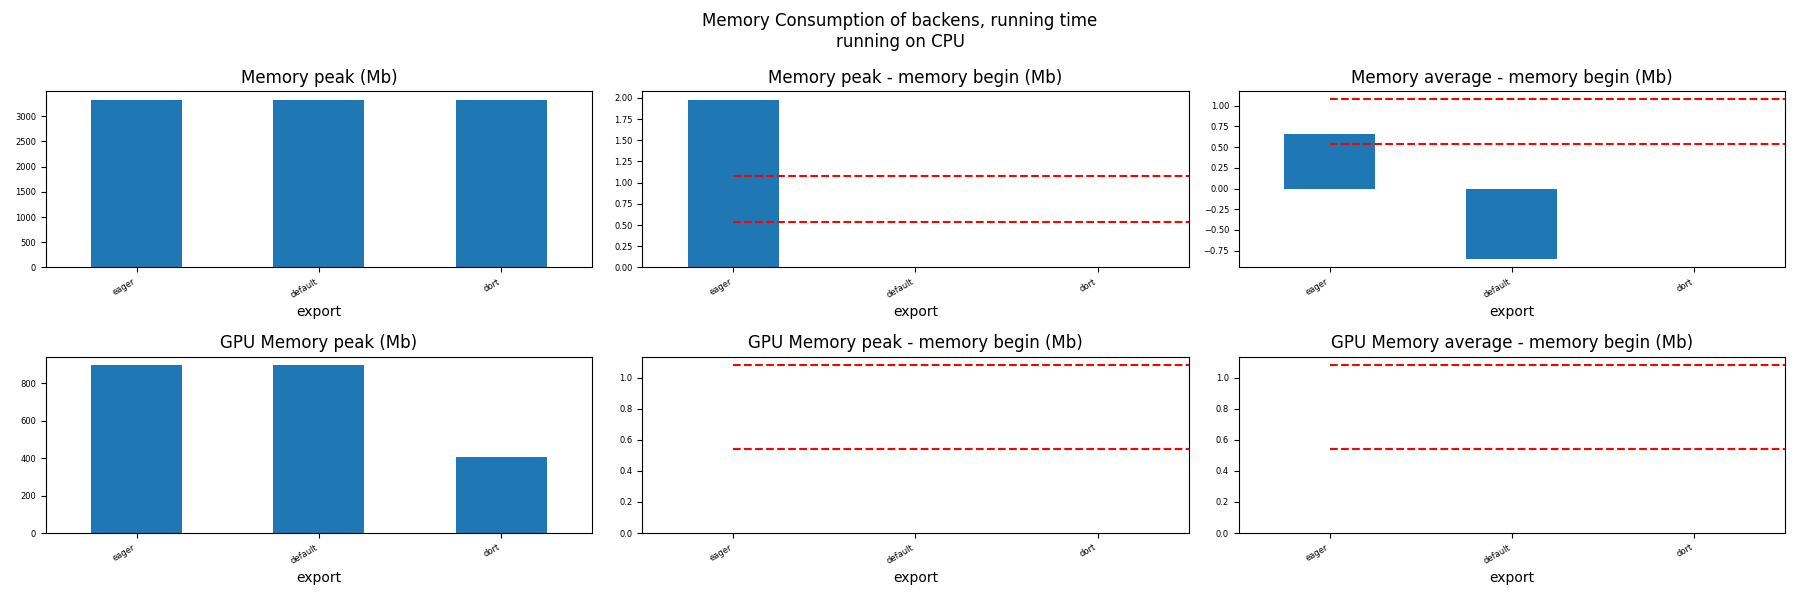 Memory Consumption of backens, running time
running on CPU
Memory peak (Mb)
3000
2500
2000
1500
1000
500
0
eager
default
dort
export
Memory peak - memory begin (Mb)
2.00
1.75
1.50
1.25
1.00
0.75
0.50
0.25
0.00
eager
default
dort
export
Memory average - memory begin (Mb)
1.00
0.75
0.50
0.25
0.00
−0.25
−0.50
−0.75
eager
default
dort
export
GPU Memory peak (Mb)
800
600
400
200
0
eager
default
dort
export
GPU Memory peak - memory begin (Mb)
1.0
0.8
0.6
0.4
0.2
0.0
eager
default
dort
export
GPU Memory average - memory begin (Mb)
1.0
0.8
0.6
0.4
0.2
0.0
eager
default
dort
export